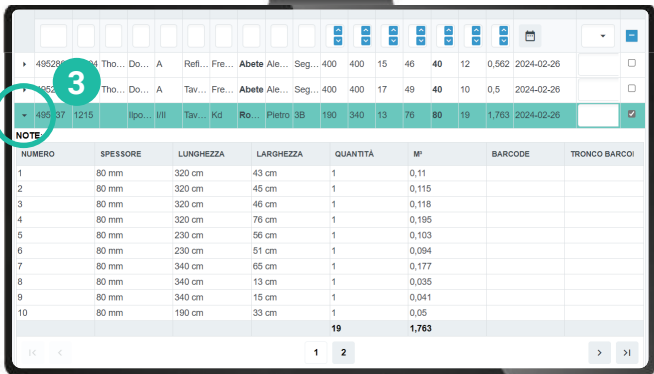 Tho... Do... A Refi... Fre... Abete Ale... Seg... 400 400 15 46 40 12 0,562 2024-02-26
Tho... Do... A Tav... Fre... Abete Ale... Seg... 400 400 17 49 40 10 0,5 2024-02-26
3
1215 Ilpo... I/II Tav... Kd Ro... Pietro 3B 190 340 13 76 80 19 1,763 2024-02-26
NOTE:
NUMERO SPESSORE LUNGHEZZA LARGHEZZA QUANTITÀ M³ BARCODE TRONCO BARCO
1 80 mm 320 cm 43 cm 1 0,11
2 80 mm 320 cm 45 cm 1 0,115
3 80 mm 320 cm 46 cm 1 0,118
4 80 mm 320 cm 76 cm 1 0,195
5 80 mm 230 cm 56 cm 1 0,103
6 80 mm 230 cm 51 cm 1 0,094
7 80 mm 340 cm 65 cm 1 0,177
8 80 mm 340 cm 13 cm 1 0,035
9 80 mm 340 cm 15 cm 1 0,041
10 80 mm 190 cm 33 cm 1 0,05
19 1,763
1 2